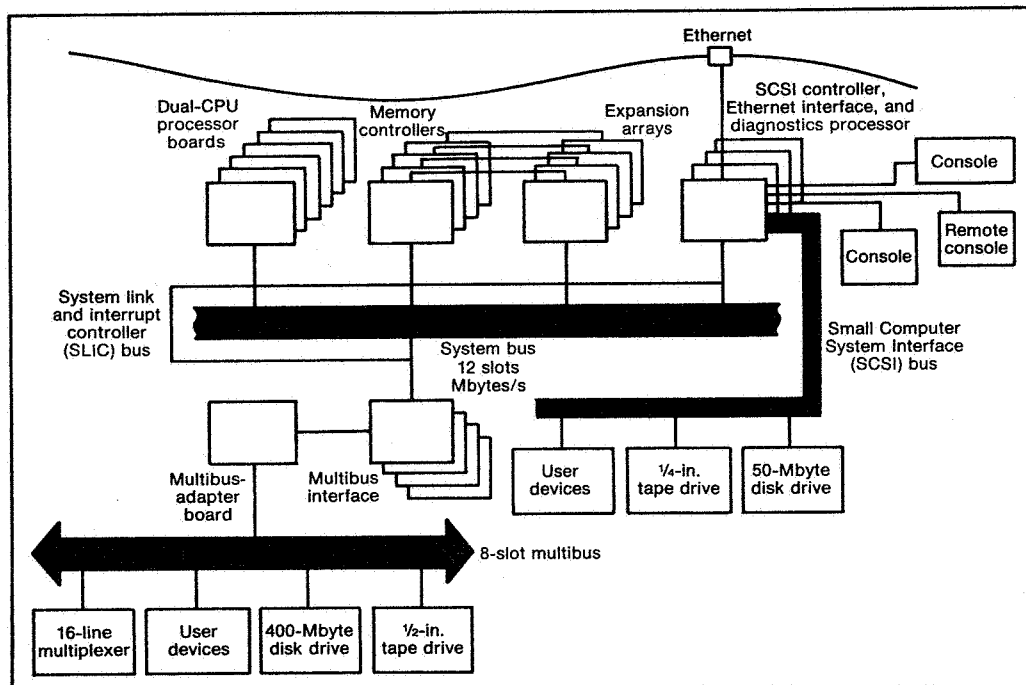 Ethernet
Dual-CPU
processor
boards
Memory
controllers
Expansion
arrays
SCSI controller,
Ethernet interface, and
diagnostics processor
Console
Remote
console
Console
System link
and interrupt
controller
(SLiC) bus
System bus
12 slots
Mbytes/s
Small Computer
System Interface
(SCSI) bus
Multibus-
adapter
board
Multibus
interface
User
devices
¼-in.
tape drive
50-Mbyte
disk drive
8-slot multibus
16-line
multiplexer
User
devices
400-Mbyte
disk drive
½-in.
tape drive